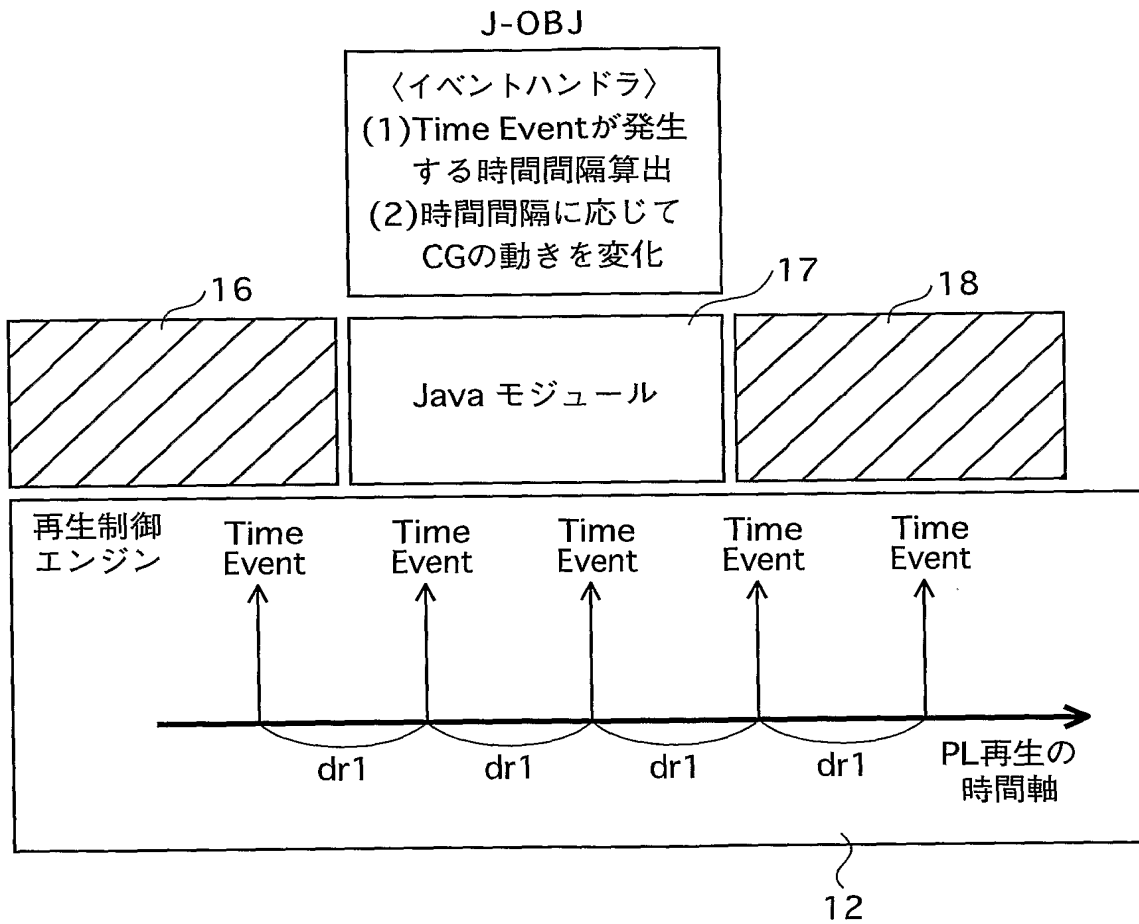 J-OBJ
〈イベントハンドラ〉
(1)Time Eventが発生
する時間間隔算出
(2)時間間隔に応じて
CGの動きを変化
16
17
18
Java モジュール
再生制御
エンジン
Time
Event
Time
Event
Time
Event
Time
Event
Time
Event
dr1
dr1
dr1
dr1
PL再生の
時間軸
12